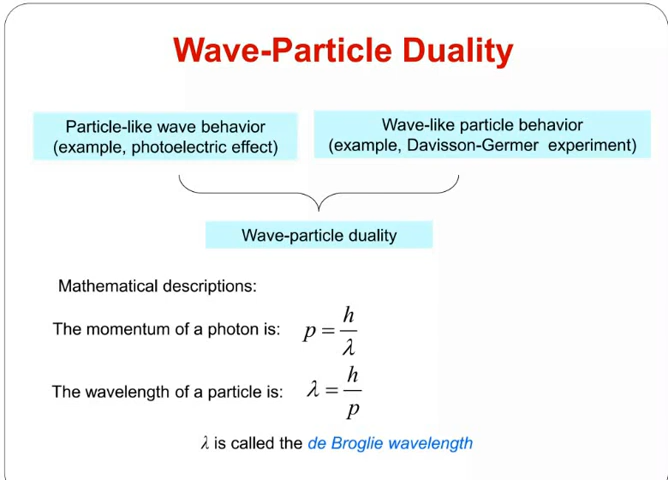 Wave-Particle Duality
Particle-like wave behavior
(example, photoelectric effect)
Wave-like particle behavior
(example, Davisson-Germer experiment)
Wave-particle duality
Mathematical descriptions:
The momentum of a photon is: p = h/λ
The wavelength of a particle is: λ = h/p
λ is called the de Broglie wavelength